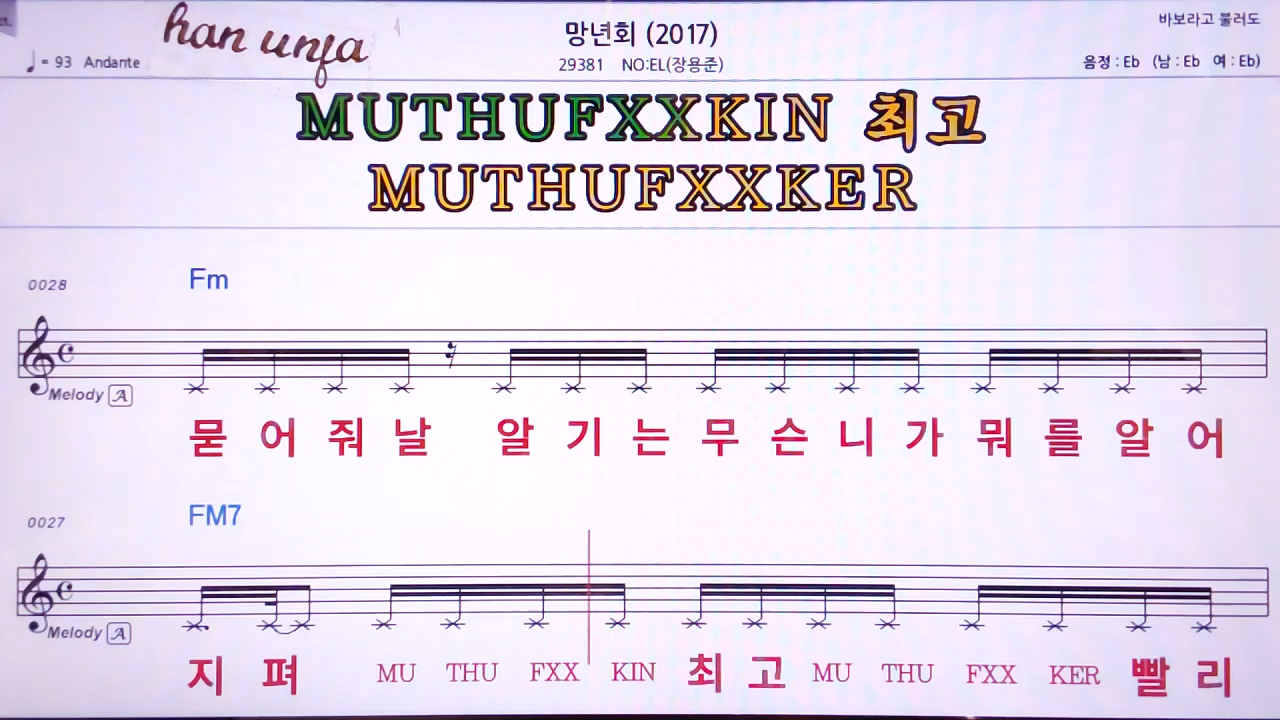 han unja
망년회 (2017)
바보라고 불러도
♩= 93 Andante
29381 NO:EL(장용준)
음정 : Eb (남 : Eb 여 : Eb)
MUTHUFXXKIN 최고
MUTHUFXXKER
0028 Fm
Melody A
묻 어 줘 날 알 기 는 무 슨 니 가 뭐 를 알 어
0027 FM7
Melody A
지 펴 MU THU FXX KIN 최 고 MU THU FXX KER 빨 리